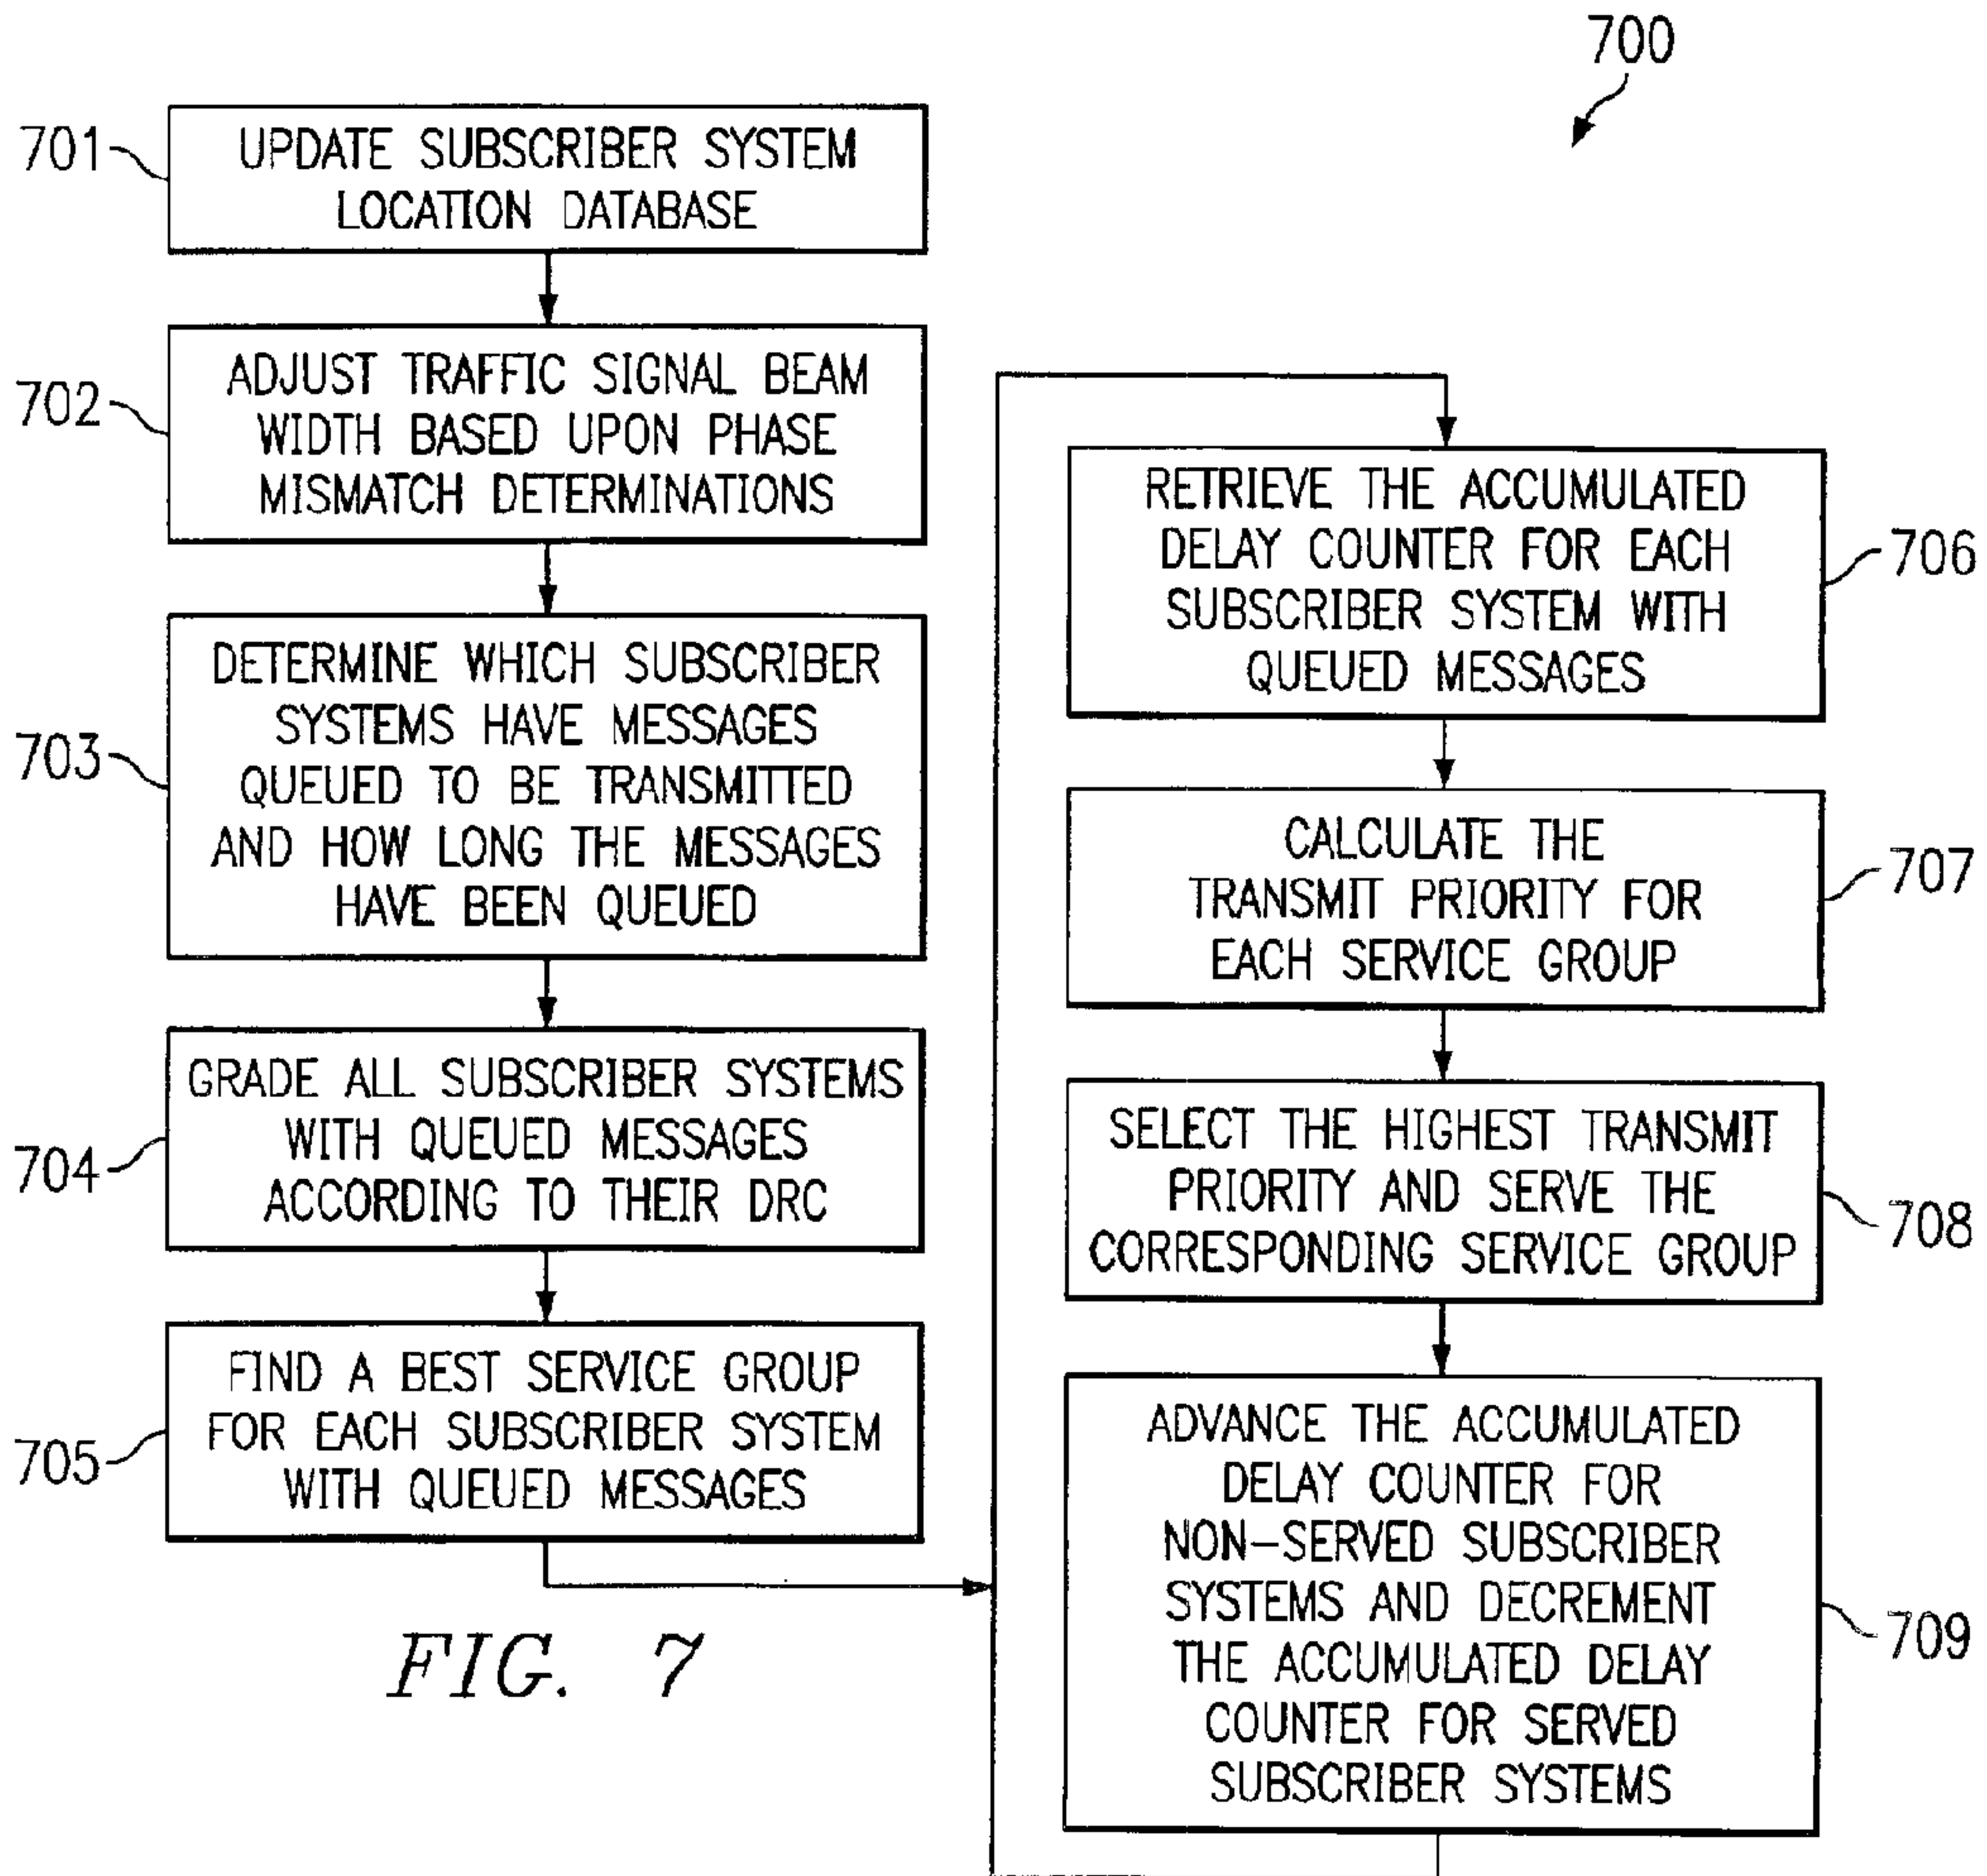 700
701
UPDATE SUBSCRIBER SYSTEM
LOCATION DATABASE
702
ADJUST TRAFFIC SIGNAL BEAM
WIDTH BASED UPON PHASE
MISMATCH DETERMINATIONS
703
DETERMINE WHICH SUBSCRIBER
SYSTEMS HAVE MESSAGES
QUEUED TO BE TRANSMITTED
AND HOW LONG THE MESSAGES
HAVE BEEN QUEUED
704
GRADE ALL SUBSCRIBER SYSTEMS
WITH QUEUED MESSAGES
ACCORDING TO THEIR DRC
705
FIND A BEST SERVICE GROUP
FOR EACH SUBSCRIBER SYSTEM
WITH QUEUED MESSAGES
RETRIEVE THE ACCUMULATED
DELAY COUNTER FOR EACH
SUBSCRIBER SYSTEM WITH
QUEUED MESSAGES
706
CALCULATE THE
TRANSMIT PRIORITY FOR
EACH SERVICE GROUP
707
SELECT THE HIGHEST TRANSMIT
PRIORITY AND SERVE THE
CORRESPONDING SERVICE GROUP
708
ADVANCE THE ACCUMULATED
DELAY COUNTER FOR
NON-SERVED SUBSCRIBER
SYSTEMS AND DECREMENT
THE ACCUMULATED DELAY
COUNTER FOR SERVED
SUBSCRIBER SYSTEMS
709
FIG. 7